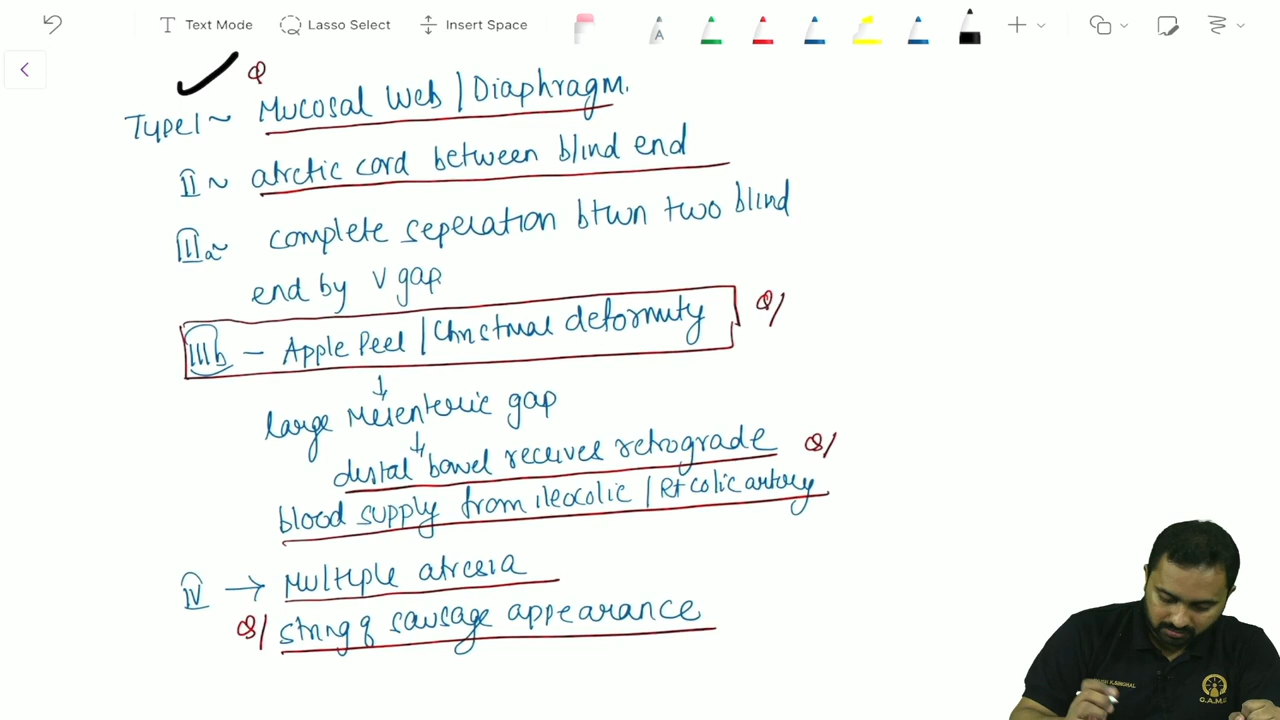 Text Mode
Lasso Select
Insert Space
A
Q
Type 1 ~ Mucosal Web / Diaphragm.
II ~ atretic cord between blind end
IIIa ~ complete seperation btwn two blind
end by V gap
IIIb - Apple Peel / Christmas deformity Q/
↓
large Mesenteric gap
↓
distal bowel receives retrograde Q/
blood supply from ileocolic / Rt colic artery
IV → Multiple atresia
Q/ string of sausage appearance
G.A.M.S